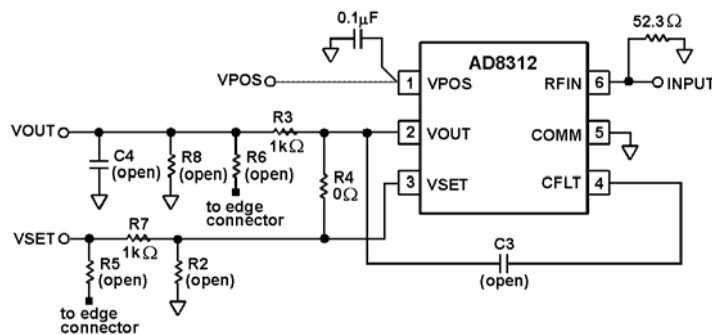 0.1µF
52.3Ω
AD8312
VPOS
1 VPOS
RFIN 6
INPUT
VOUT
R3
1kΩ
2 VOUT
COMM 5
C4
(open)
R8
(open)
R6
(open)
R4
0Ω
3 VSET
CFLT 4
to edge
connector
VSET
R7
1kΩ
C3
(open)
R5
(open)
R2
(open)
to edge
connector